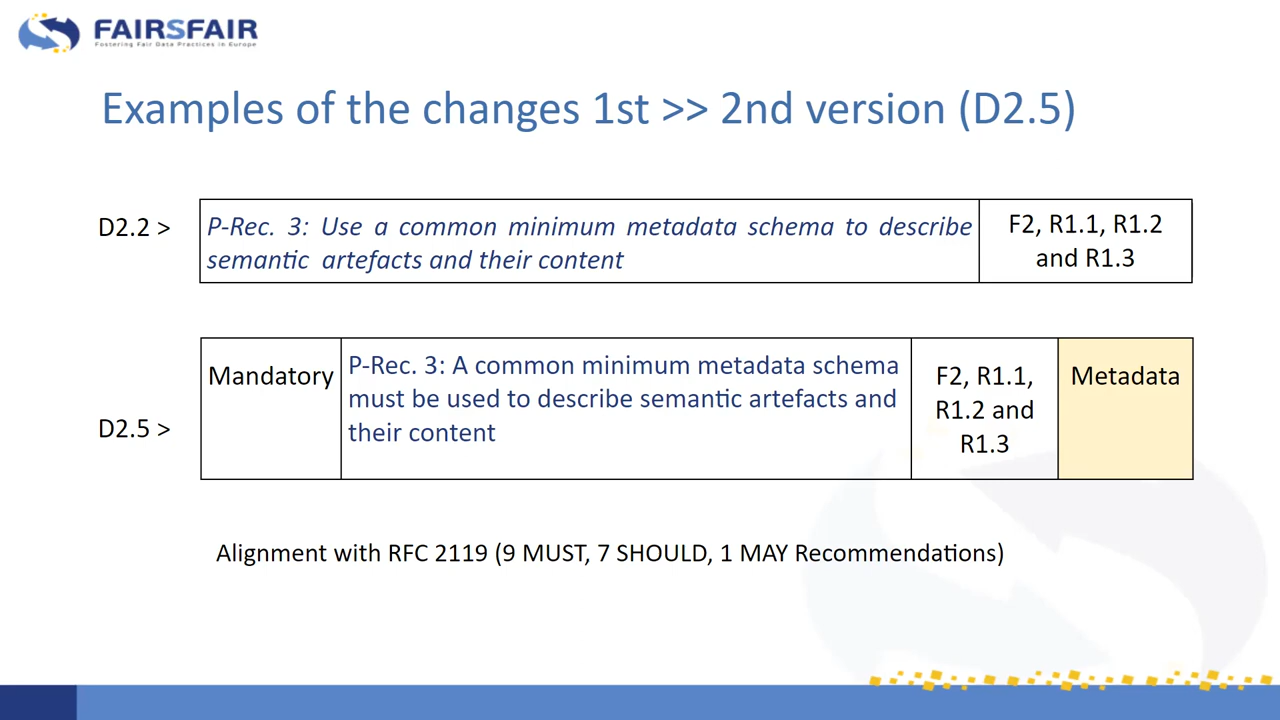 FAIRSFAIR
Fostering Fair Data Practices in Europe
Examples of the changes 1st >> 2nd version (D2.5)
D2.2 >
P-Rec. 3: Use a common minimum metadata schema to describe
semantic artefacts and their content
F2, R1.1, R1.2
and R1.3
D2.5 >
Mandatory
P-Rec. 3: A common minimum metadata schema
must be used to describe semantic artefacts and
their content
F2, R1.1,
R1.2 and
R1.3
Metadata
Alignment with RFC 2119 (9 MUST, 7 SHOULD, 1 MAY Recommendations)